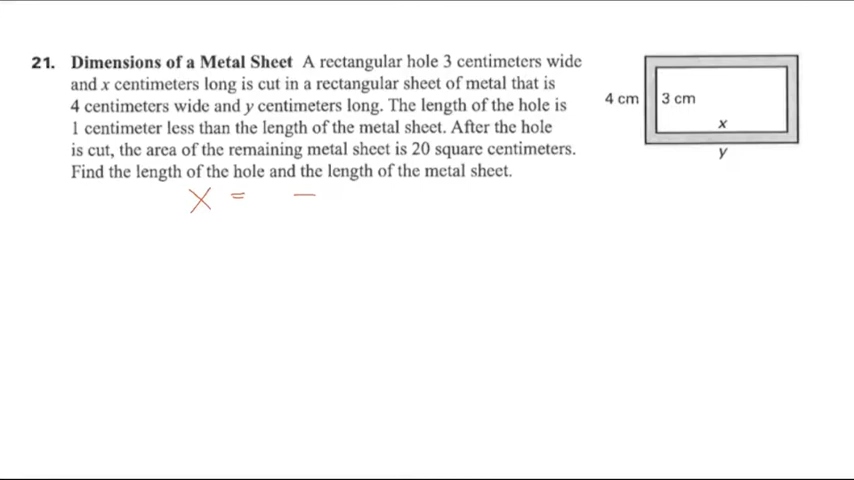 21. Dimensions of a Metal Sheet A rectangular hole 3 centimeters wide
and x centimeters long is cut in a rectangular sheet of metal that is
4 centimeters wide and y centimeters long. The length of the hole is
1 centimeter less than the length of the metal sheet. After the hole
is cut, the area of the remaining metal sheet is 20 square centimeters.
Find the length of the hole and the length of the metal sheet.
X = —
4 cm
3 cm
x
y